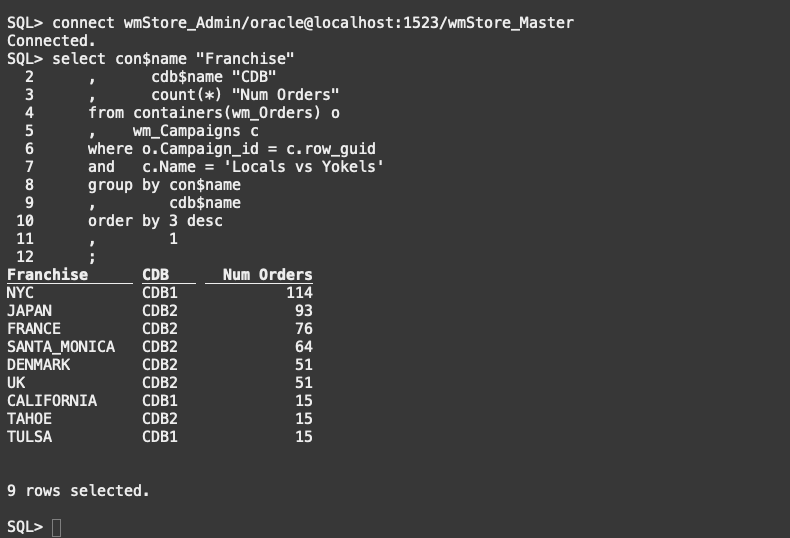 SQL> connect wmStore_Admin/oracle@localhost:1523/wmStore_Master
Connected.
SQL> select con$name "Franchise"
  2      ,      cdb$name "CDB"
  3      ,      count(*) "Num Orders"
  4      from containers(wm_Orders) o
  5      ,    wm_Campaigns c
  6      where o.Campaign_id = c.row_guid
  7      and   c.Name = 'Locals vs Yokels'
  8      group by con$name
  9      ,        cdb$name
 10      order by 3 desc
 11      ,        1
 12      ;
Franchise      CDB      Num Orders
NYC            CDB1            114
JAPAN          CDB2             93
FRANCE         CDB2             76
SANTA_MONICA   CDB2             64
DENMARK        CDB2             51
UK             CDB2             51
CALIFORNIA     CDB1             15
TAHOE          CDB2             15
TULSA          CDB1             15
9 rows selected.
SQL>